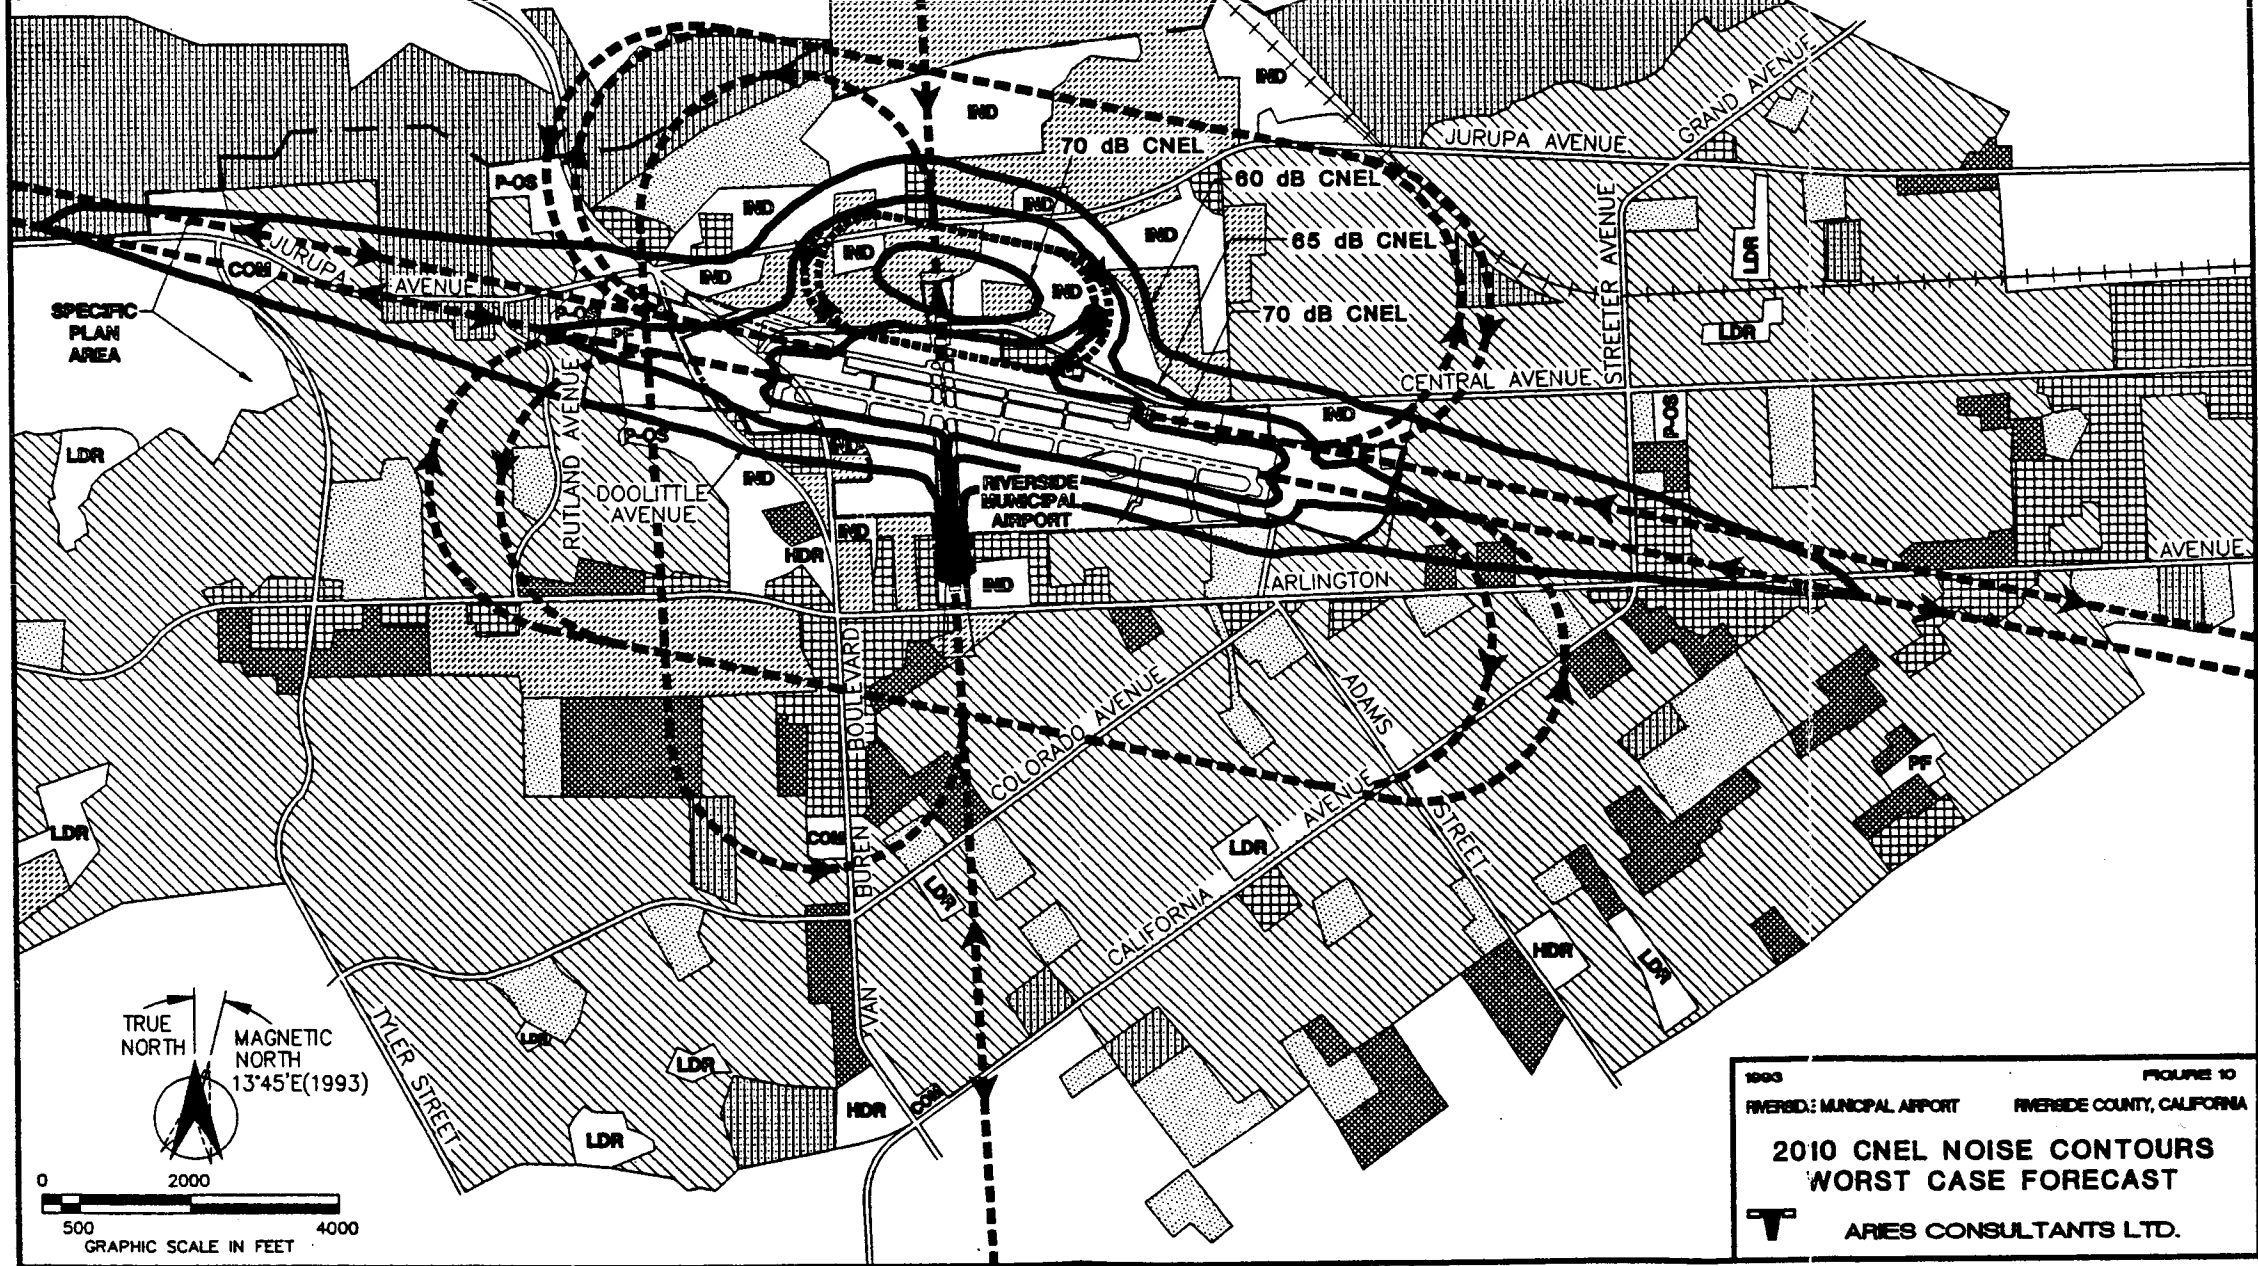 IND
IND
70 dB CNEL
JURUPA AVENUE
GRAND AVENUE
P-OS
60 dB CNEL
IND
IND
IND
65 dB CNEL
IND
IND
IND
JURUPA
AVENUE
COM
LDR
STREETER AVENUE
SPECIFIC
PLAN
AREA
P-OS
PF
70 dB CNEL
LDR
CENTRAL AVENUE
IND
P-OS
RUTLAND AVENUE
P-OS
IND
LDR
IND
DOOLITTLE
AVENUE
RIVERSIDE
MUNICIPAL
AIRPORT
IND
HDR
IND
AVENUE
ARLINGTON
VAN BUREN BOULEVARD
COLORADO AVENUE
ADAMS STREET
CALIFORNIA AVENUE
PF
LDR
COM
LDR
LDR
HDR
LDR
TRUE
NORTH
MAGNETIC
NORTH
13°45'E(1993)
TYLER STREET
LDR
LDR
HDR
COM
LDR
0 2000
500 4000
GRAPHIC SCALE IN FEET
1993 FIGURE 10
RIVERSIDE MUNICIPAL AIRPORT RIVERSIDE COUNTY, CALIFORNIA
2010 CNEL NOISE CONTOURS
WORST CASE FORECAST
ARIES CONSULTANTS LTD.